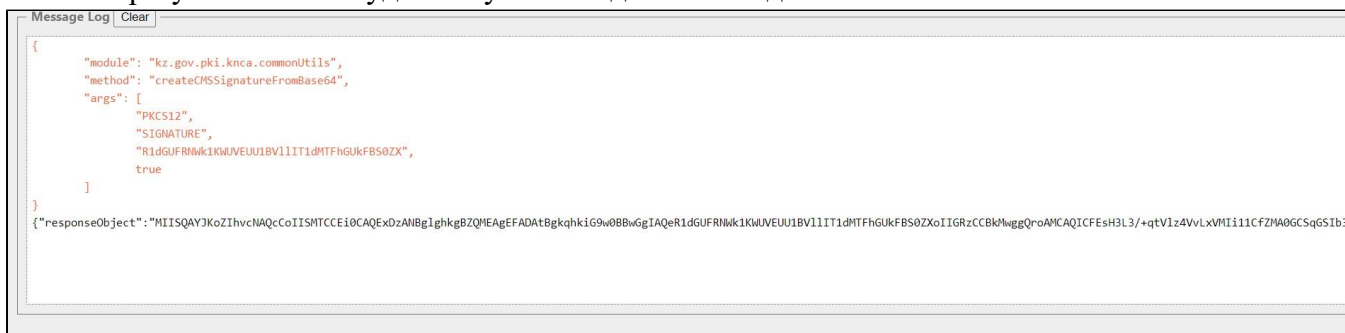 Message Log Clear
{
"module": "kz.gov.pki.knca.commonUtils",
"method": "createCMSSignatureFromBase64",
"args": [
"PKCS12",
"SIGNATURE",
"R1dGUFRNWk1KWUVEUU1BVllIT1dMTFhGUkFBS0ZX",
true
]
}
{"responseObject":"MIISQAYJKoZIhvcNAQcCoIISMTCCEi0CAQExDzANBglghkgBZQMEAgEFADAtBgkqhkiG9w0BBwGgIAQeR1dGUFRNWk1KWUVEUU1BVllIT1dMTFhGUkFBS0ZXoIIGRzCCBkMwggQroAMCAQICFEsH3L3/+qtVlz4VvLxVMIi11CfZMA0GCSqGSIb3